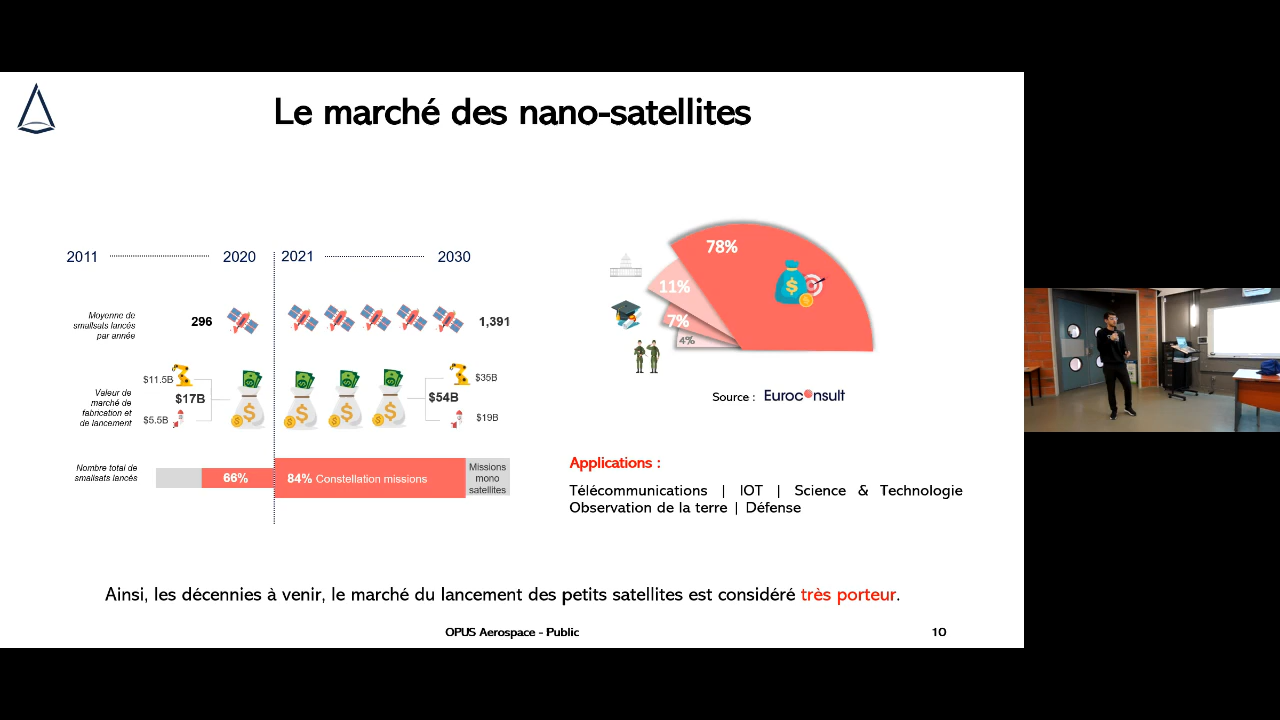 Le marché des nano-satellites
2011
2020
2021
2030
Moyenne de
smallsats lancés
par année
296
1,391
Valeur de
marché de
fabrication et
de lancement
$11.5B
$17B
$5.5B
$35B
$54B
$19B
Nombre total de
smallsats lancés
66%
84% Constellation missions
Missions
mono
satellites
78%
11%
7%
4%
Source : Euroconsult
Applications :
Télécommunications | IOT | Science & Technologie
Observation de la terre | Défense
Ainsi, les décennies à venir, le marché du lancement des petits satellites est considéré très porteur.
OPUS Aerospace - Public
10